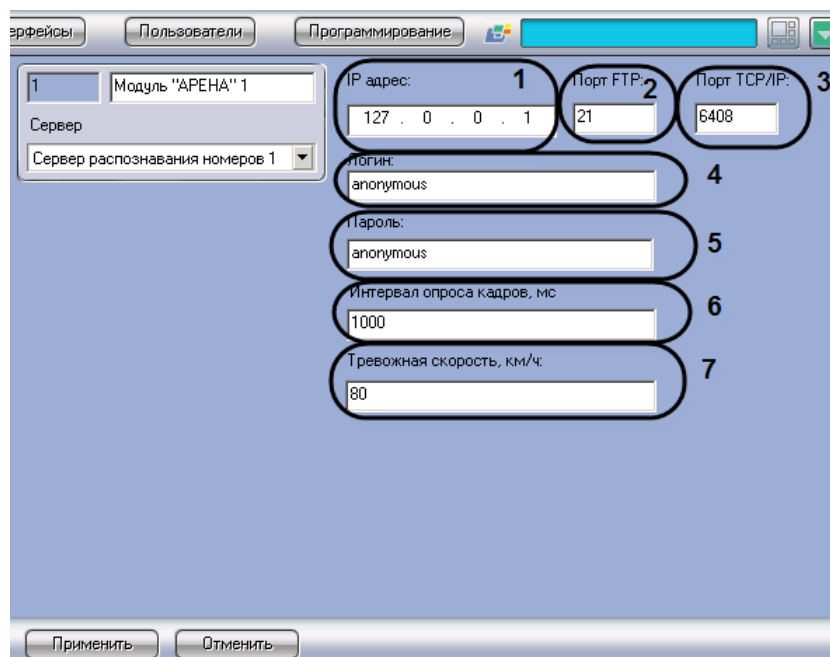 ерфейсы Пользователи Программирование
1 Модуль "АРЕНА" 1
Сервер
Сервер распознавания номеров 1
IP адрес: 1 Порт FTP: 2 Порт TCP/IP: 3
127 . 0 . 0 . 1 21 6408
Логин: 4
anonymous
Пароль: 5
anonymous
Интервал опроса кадров, мс 6
1000
Тревожная скорость, км/ч: 7
80
Применить Отменить